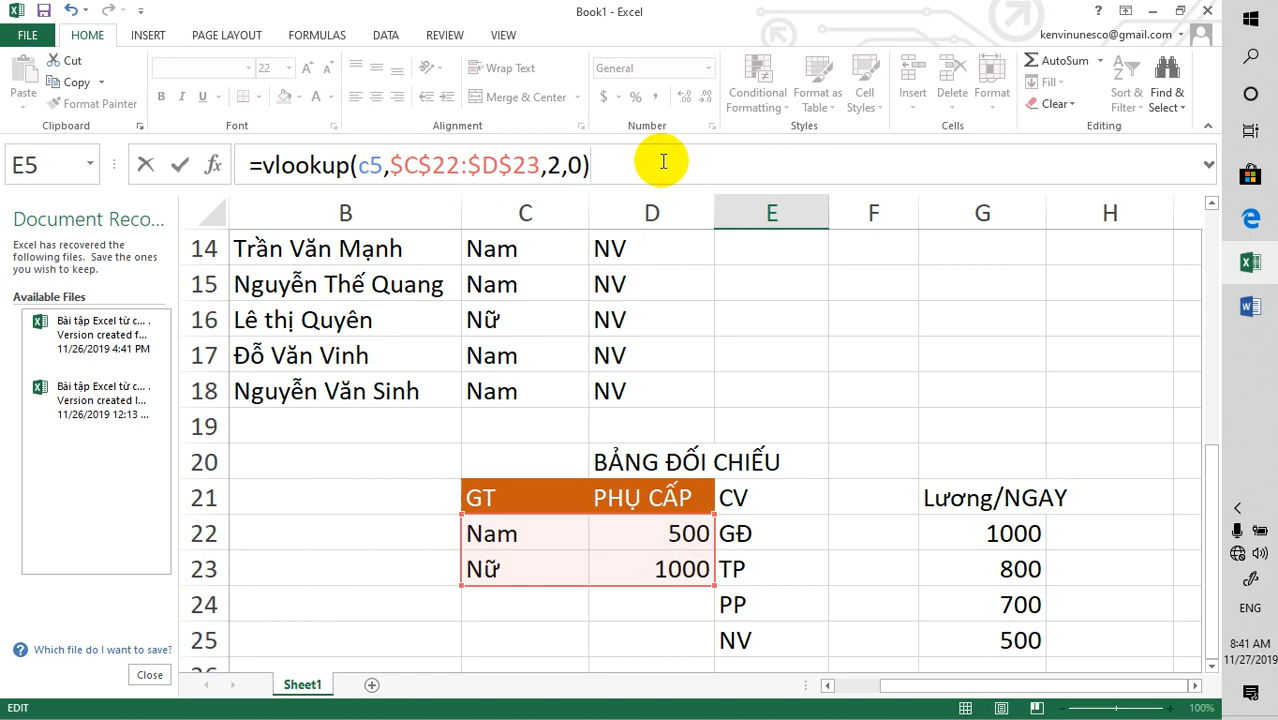 Book1 - Excel
?
FILE HOME INSERT PAGE LAYOUT FORMULAS DATA REVIEW VIEW
kenvinunesco@gmail.com
Cut
Copy
Format Painter
Paste
Clipboard
22
A A
B I U
A
Font
Wrap Text
Merge & Center
Alignment
General
$ % ,
Number
Conditional Formatting
Format as Table
Cell Styles
Styles
Insert
Delete
Format
Cells
AutoSum
Fill
Clear
Sort & Filter
Find & Select
Editing
E5
fx
=vlookup(c5,$C$22:$D$23,2,0)
Document Reco...
Excel has recovered the
following files. Save the ones
you wish to keep.
Available Files
Bài tập Excel từ c... .
Version created f...
11/26/2019 4:41 PM
Bài tập Excel từ c... .
Version created l...
11/26/2019 12:13 ...
Which file do I want to save?
Close
B C D E F G H
14 Trần Văn Mạnh Nam NV
15 Nguyễn Thế Quang Nam NV
16 Lê thị Quyên Nữ NV
17 Đỗ Văn Vinh Nam NV
18 Nguyễn Văn Sinh Nam NV
19
20 BẢNG ĐỐI CHIẾU
21 GT PHỤ CẤP CV Lương/NGAY
22 Nam 500 GĐ 1000
23 Nữ 1000 TP 800
24 PP 700
25 NV 500
Sheet1
EDIT
100%
ENG
8:41 AM
11/27/2019